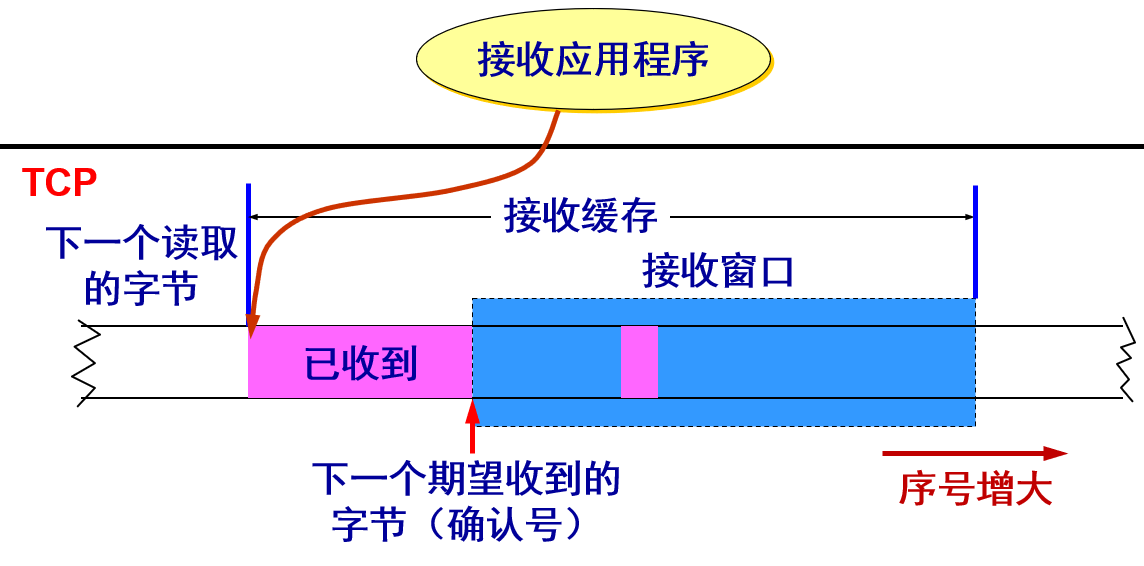 接收应用程序
TCP
接收缓存
下一个读取
的字节
接收窗口
已收到
下一个期望收到的
字节（确认号）
序号增大